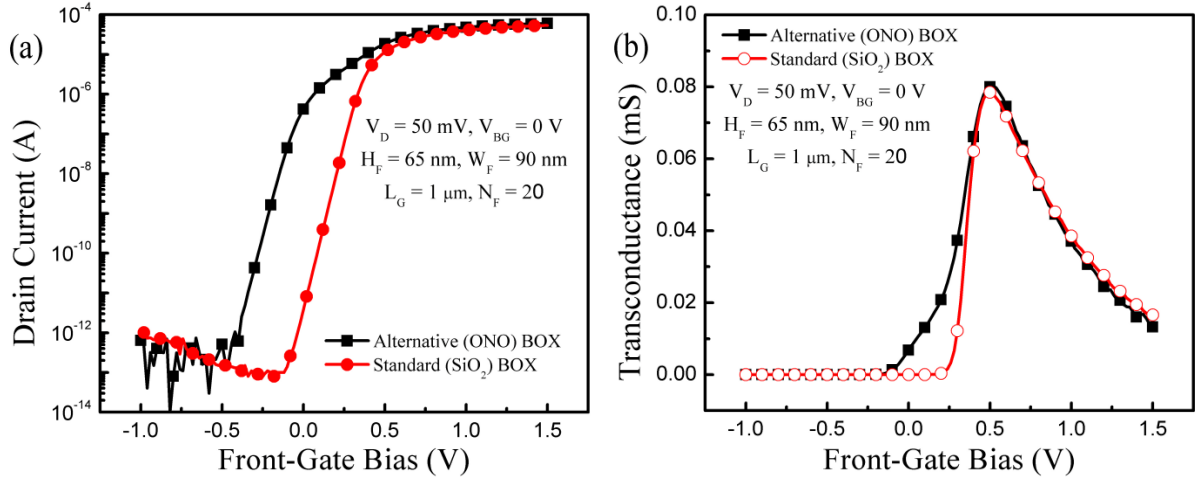 (a)
Drain Current (A)
10⁻⁴
10⁻⁶
10⁻⁸
10⁻¹⁰
10⁻¹²
10⁻¹⁴
V_D = 50 mV, V_BG = 0 V
H_F = 65 nm, W_F = 90 nm
L_G = 1 μm, N_F = 20
Alternative (ONO) BOX
Standard (SiO₂) BOX
-1.0 -0.5 0.0 0.5 1.0 1.5
Front-Gate Bias (V)
(b)
Transconductance (mS)
0.10
0.08
0.06
0.04
0.02
0.00
Alternative (ONO) BOX
Standard (SiO₂) BOX
V_D = 50 mV, V_BG = 0 V
H_F = 65 nm, W_F = 90 nm
L_G = 1 μm, N_F = 20
-1.0 -0.5 0.0 0.5 1.0 1.5
Front-Gate Bias (V)